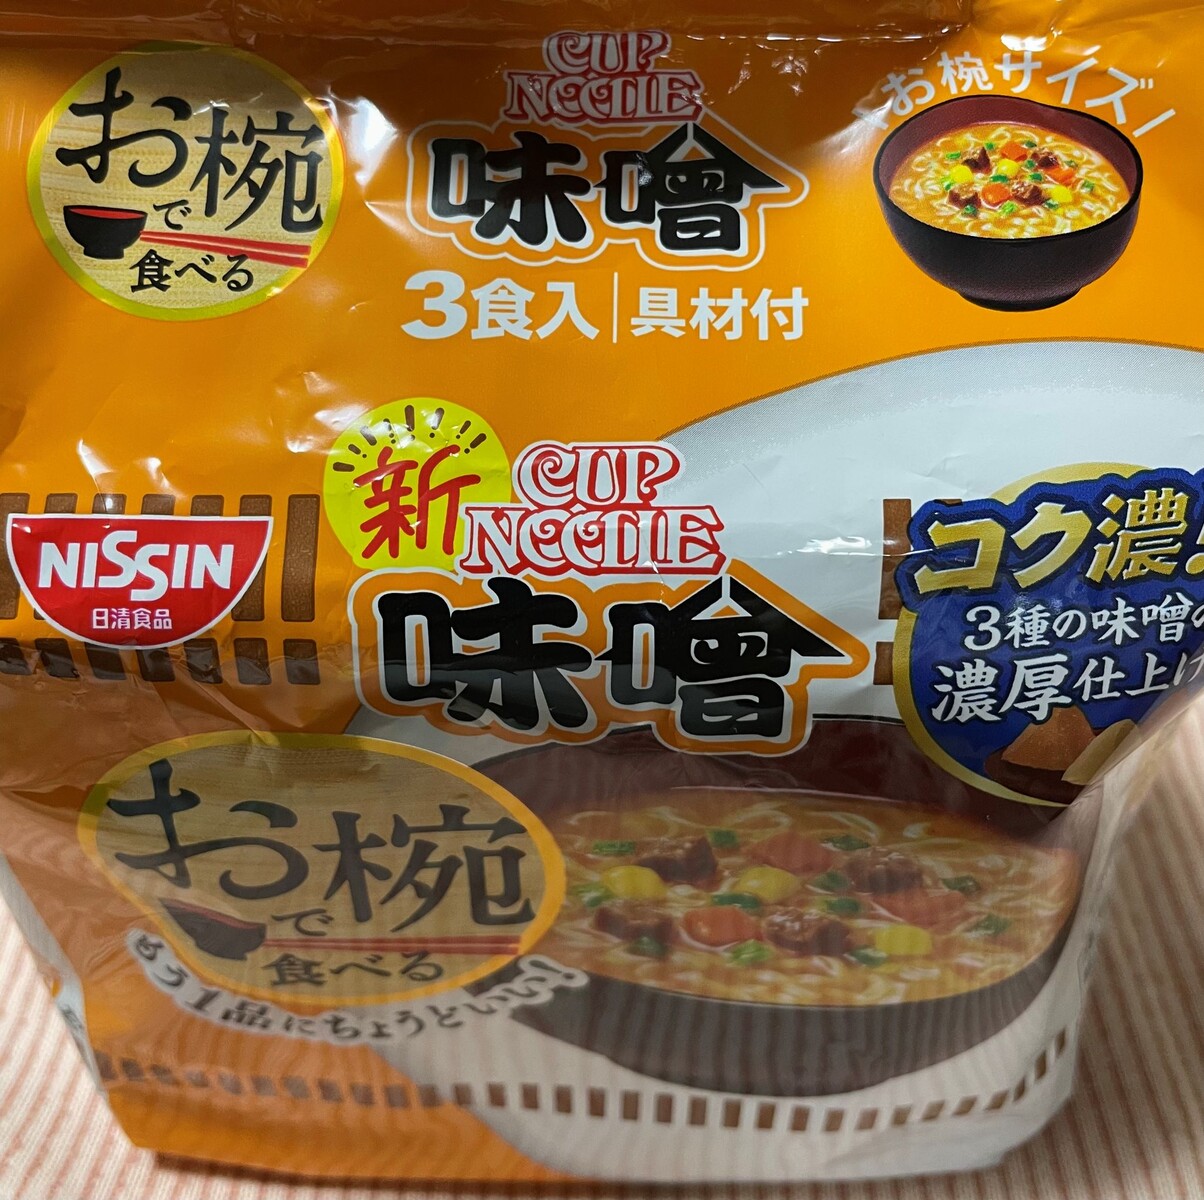 お椀で食べる
CUP
NOODLE
味噌
3食入|具材付
\お椀サイズ/
新
CUP
NOODLE
味噌
NISSIN
日清食品
コク濃!
3種の味噌の
濃厚仕上げ
お椀で食べる
もう1品にちょうどいい!